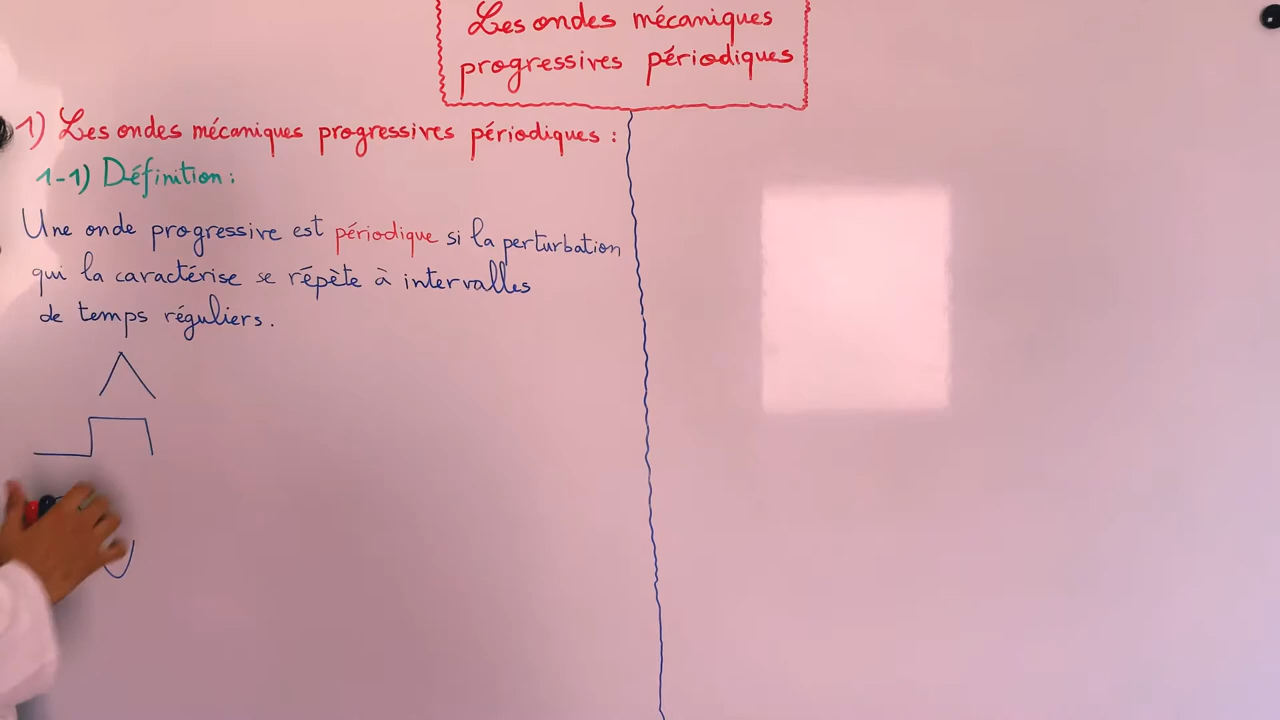 Les ondes mécaniques
progressives périodiques
1) Les ondes mécaniques progressives périodiques :
1-1) Définition :
Une onde progressive est périodique si la perturbation
qui la caractérise se répète à intervalles
de temps réguliers.